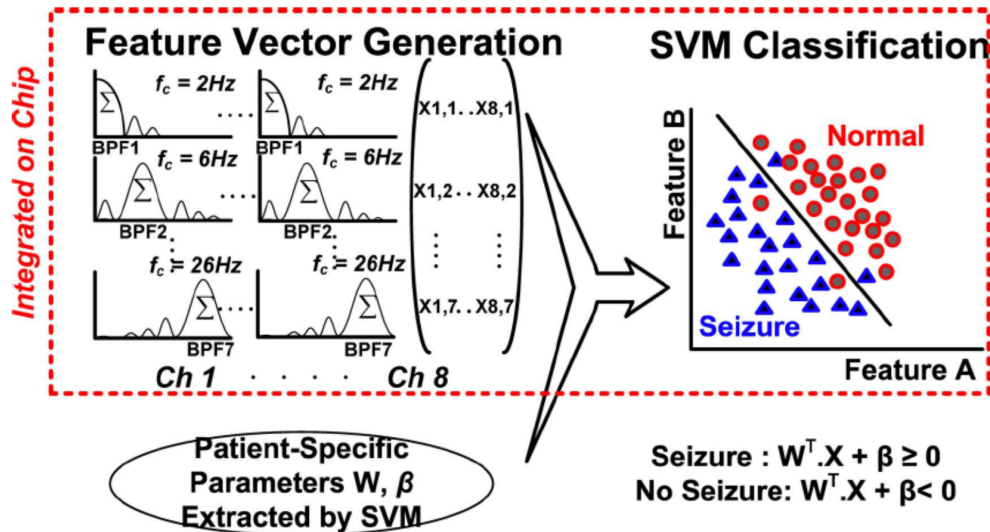 Feature Vector Generation
SVM Classification
Integrated on Chip
f_c = 2Hz
f_c = 2Hz
Σ
Σ
BPF1
BPF1
X1,1. . X8,1
f_c = 6Hz
f_c = 6Hz
Σ
Σ
BPF2
BPF2.
X1,2 . . X8,2
f_c = 26Hz
f_c = 26Hz
Σ
Σ
BPF7
BPF7
X1,7. . X8,7
Ch 1 . . . . . Ch 8
Feature B
Normal
Seizure
Feature A
Patient-Specific
Parameters W, β
Extracted by SVM
Seizure : W^T.X + β ≥ 0
No Seizure: W^T.X + β< 0